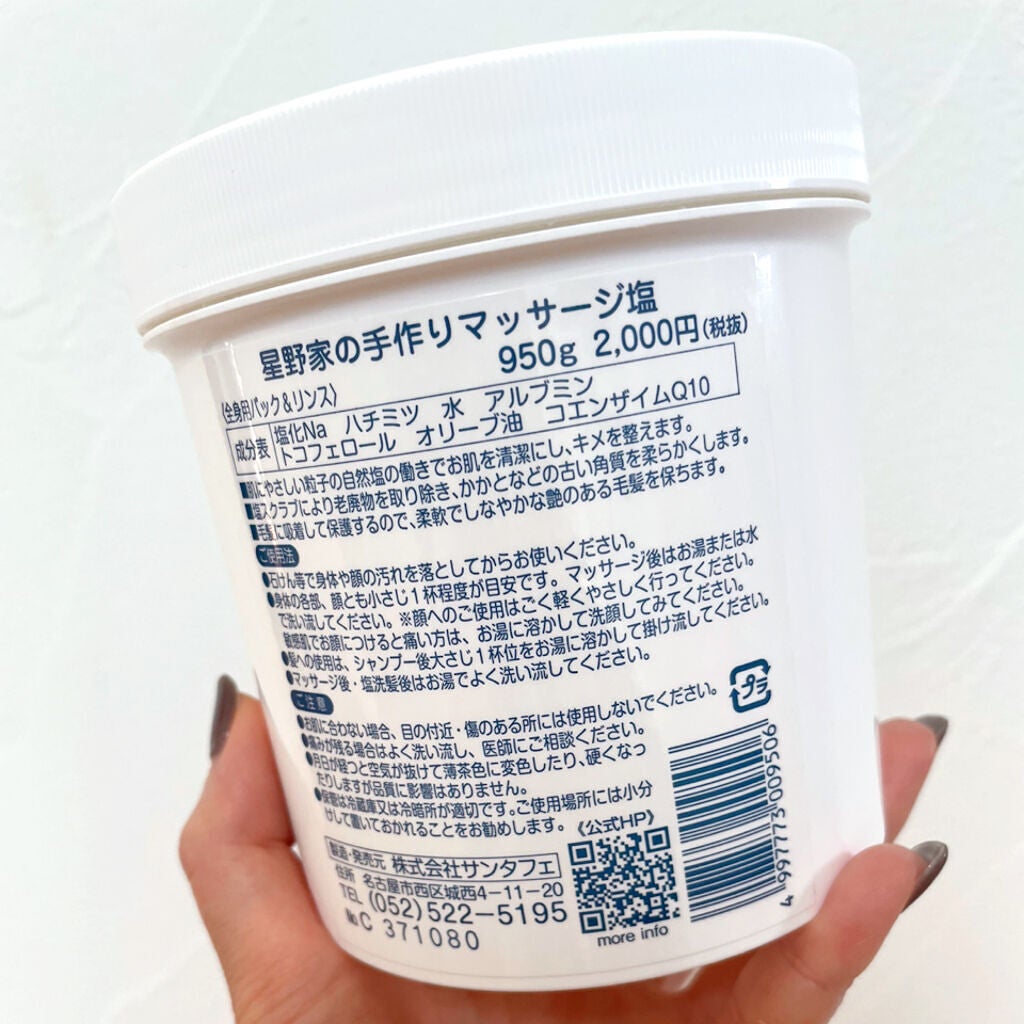 星野家の手作りマッサージ塩
950g 2,000円(税抜)
〈全身用パック&リンス〉
成分表 塩化Na ハチミツ 水 アルブミン
トコフェロール オリーブ油 コエンザイムQ10
■肌にやさしい粒子の自然塩の働きでお肌を清潔にし、キメを整えます。
■塩スクラブにより老廃物を取り除き、かかとなどの古い角質を柔らかくします。
■毛髪に吸着して保護するので、柔軟でしなやかな艶のある毛髪を保ちます。
ご使用法
●石けん等で身体や顔の汚れを落としてからお使いください。
●身体の各部、顔とも小さじ1杯程度が目安です。マッサージ後はお湯または水
で洗い流してください。※顔へのご使用はごく軽くやさしく行ってください。
敏感肌でお顔につけると痛い方は、お湯に溶かして洗顔してみてください。
●髪への使用は、シャンプー後大さじ1杯位をお湯に溶かして掛け流してください。
●マッサージ後・塩洗髪後はお湯でよく洗い流してください。
ご注意
●お肌に合わない場合、目の付近・傷のある所には使用しないでください。
●痛みが残る場合はよく洗い流し、医師にご相談ください。
●月日が経つと空気が抜けて薄茶色に変色したり、硬くなっ
たりしますが品質に影響はありません。
●保管は冷蔵庫又は冷暗所が適切です。ご使用場所には小分
けして置いておかれることをお勧めします。
プラ
《公式HP》
more info
製造・発売元 株式会社サンタフェ
住所 名古屋市西区城西4-11-20
TEL (052)522-5195
№C 371080
4 997773 009506